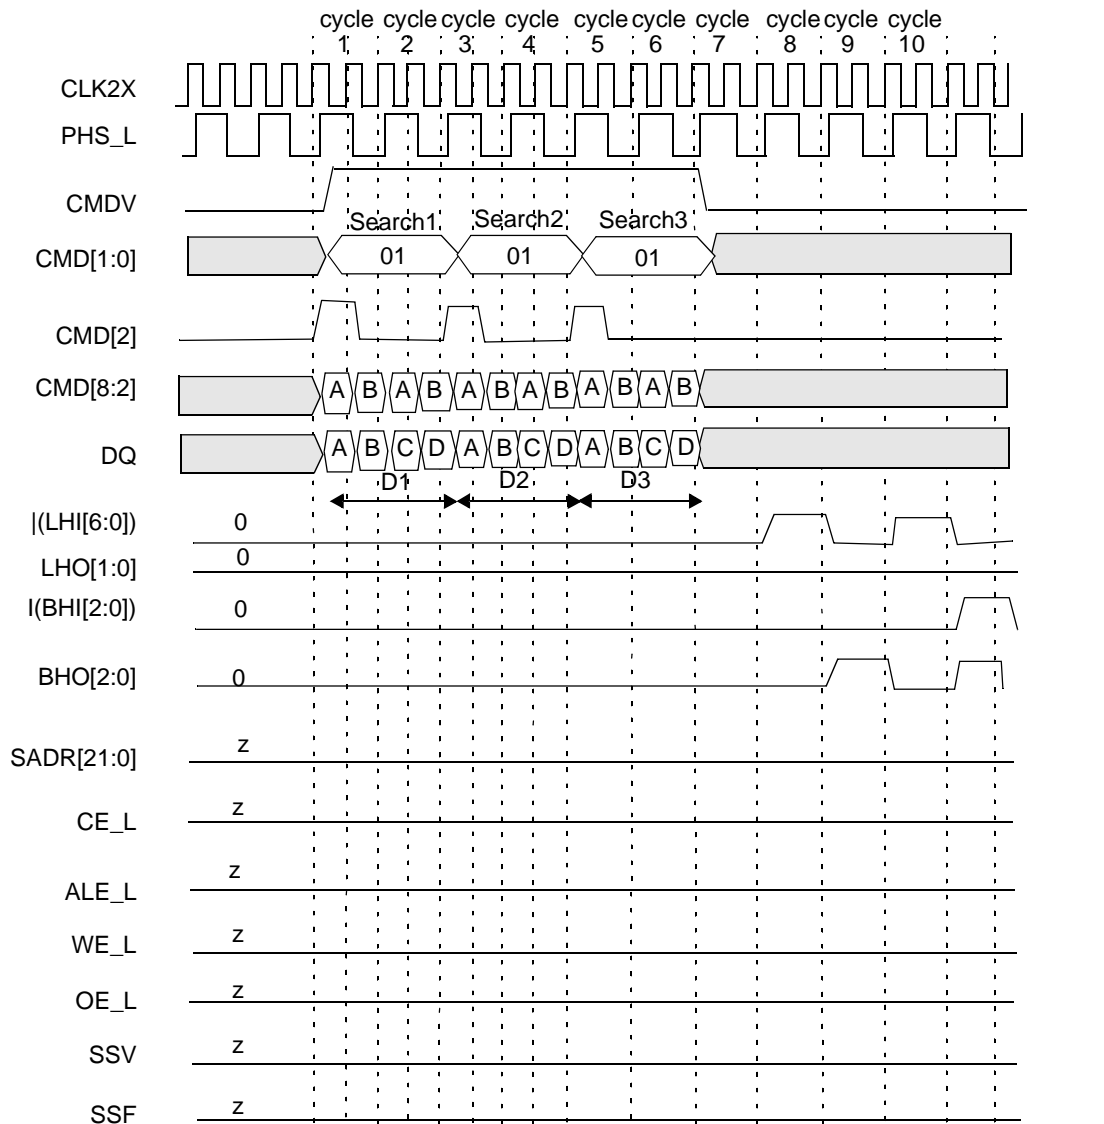 cycle cycle cycle cycle cycle cycle cycle cycle cycle cycle
1 2 3 4 5 6 7 8 9 10
CLK2X
PHS_L
CMDV
Search1 Search2 Search3
CMD[1:0] 01 01 01
CMD[2]
CMD[8:2] A B A B A B A B A B A B
DQ A B C D A B C D A B C D
D1 D2 D3
|(LHI[6:0]) 0
LHO[1:0] 0
I(BHI[2:0]) 0
BHO[2:0] 0
SADR[21:0] z
CE_L z
ALE_L z
WE_L z
OE_L z
SSV z
SSF z